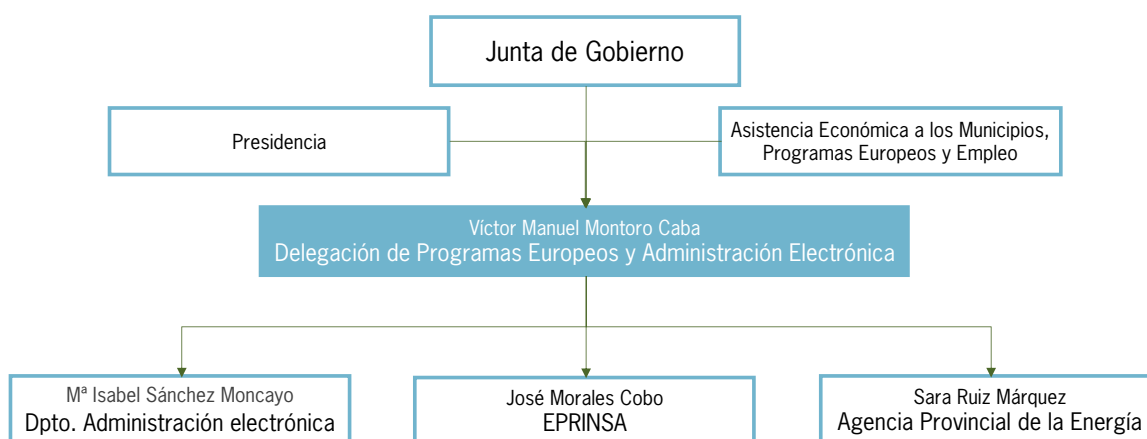 Junta de Gobierno
Presidencia
Asistencia Económica a los Municipios,
Programas Europeos y Empleo
Víctor Manuel Montoro Caba
Delegación de Programas Europeos y Administración Electrónica
Mª Isabel Sánchez Moncayo
Dpto. Administración electrónica
José Morales Cobo
EPRINSA
Sara Ruiz Márquez
Agencia Provincial de la Energía